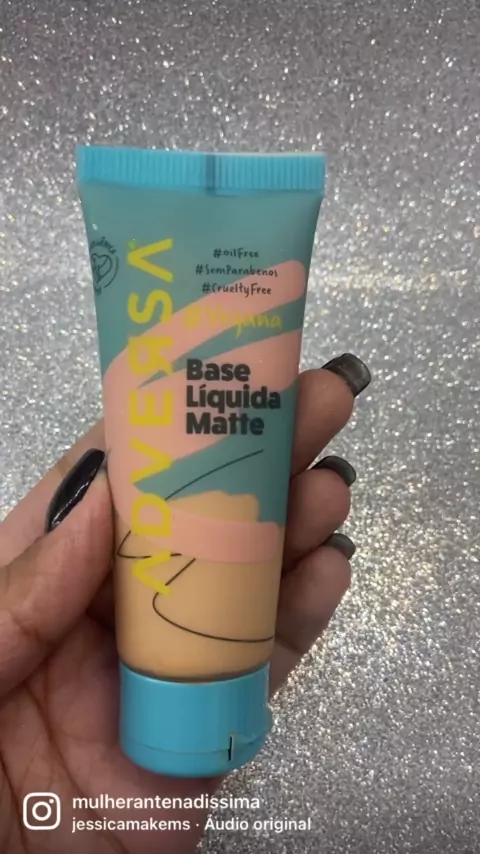 #oilFree
#SemParabenos
#CrueltyFree
#Vegana
ADVERSA
Base
Líquida
Matte
mulherantenadissima
jessicamakems · Áudio original